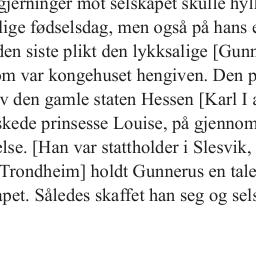 gjerninger mot selskapet skulle hyll
lige fødselsdag, men også på hans e
den siste plikt den lykksalige [Gunn
om var kongehuset hengiven. Den p
v den gamle staten Hessen [Karl I a
skede prinsesse Louise, på gjennom
else. [Han var stattholder i Slesvik,
Trondheim] holdt Gunnerus en tale
apet. Således skaffet han seg og sels